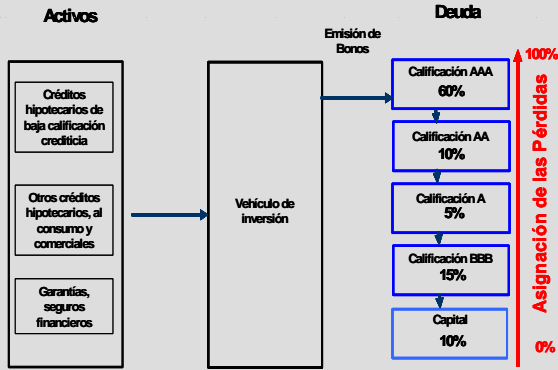 Activos
Deuda
Créditos
hipotecarios de
baja calificación
crediticia
Otros créditos
hipotecarios, al
consumo y
comerciales
Garantías,
seguros
financieros
Vehículo de
inversión
Emisión de
Bonos
Calificación AAA
60%
Calificación AA
10%
Calificación A
5%
Calificación BBB
15%
Capital
10%
100%
Asignación de las Pérdidas
0%